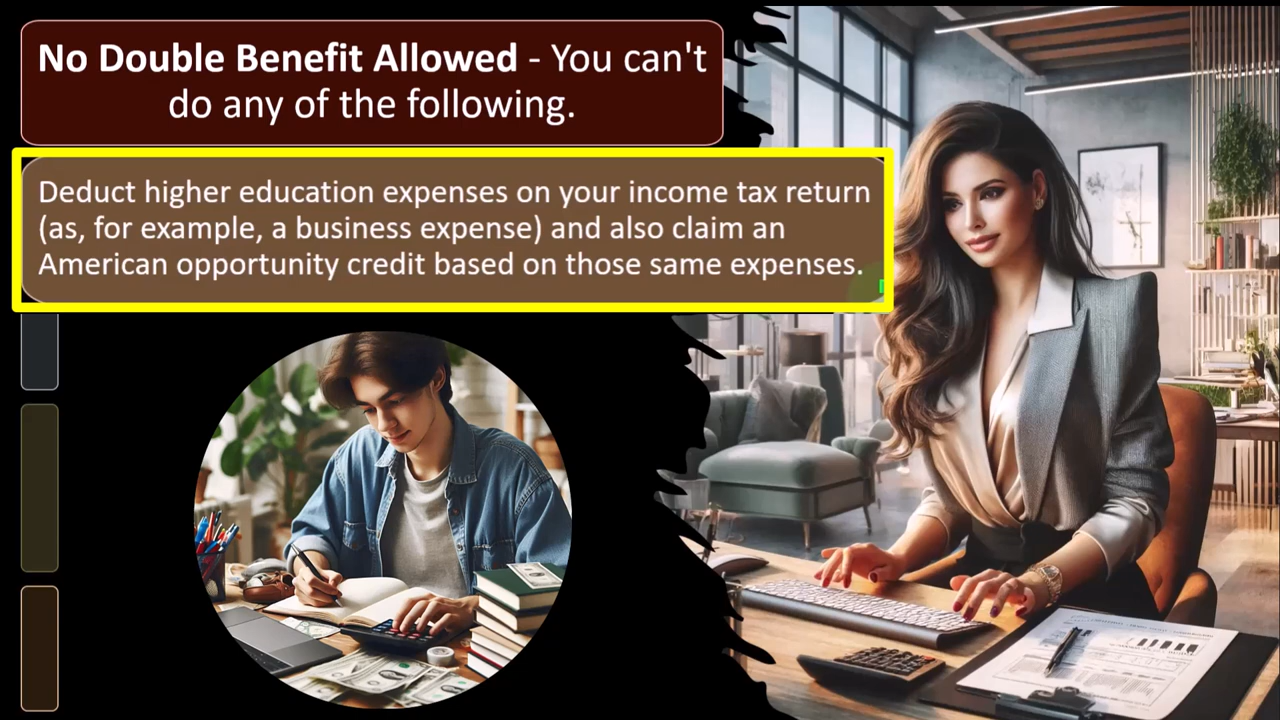 No Double Benefit Allowed - You can't
do any of the following.
Deduct higher education expenses on your income tax return
(as, for example, a business expense) and also claim an
American opportunity credit based on those same expenses.